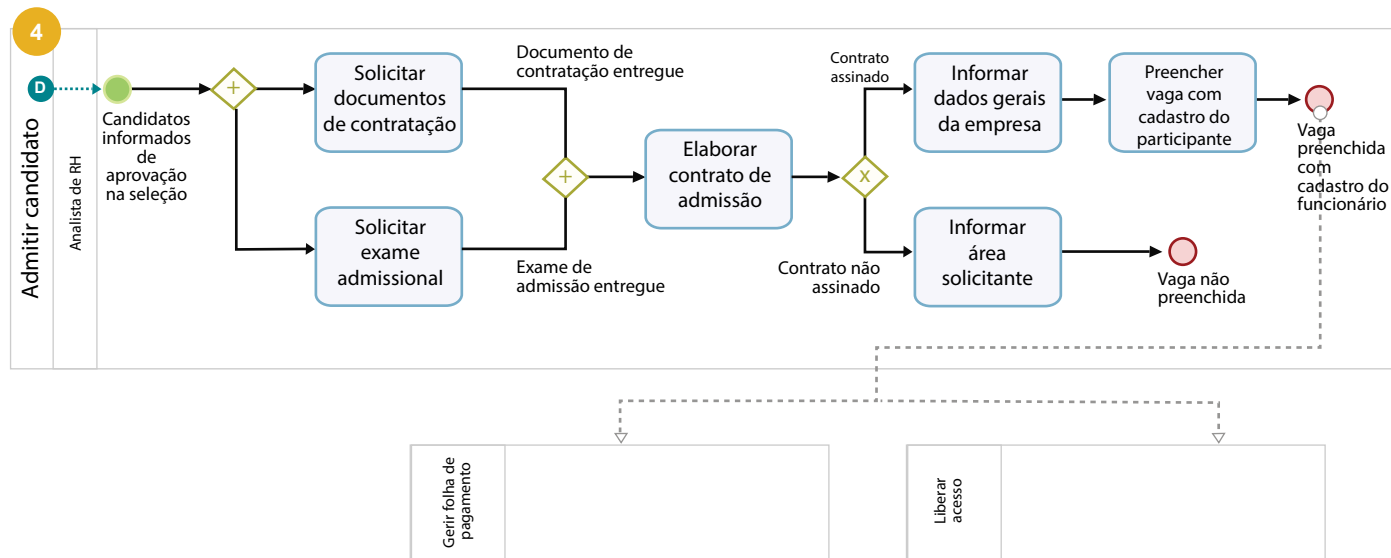 4
Admitir candidato
Analista de RH
D
Candidatos
informados
de
aprovação
na seleção
+
Solicitar
documentos
de contratação
Documento de
contratação entregue
Solicitar
exame
admissional
Exame de
admissão entregue
+
Elaborar
contrato de
admissão
X
Contrato
assinado
Informar
dados gerais
da empresa
Preencher
vaga com
cadastro do
participante
Vaga
preenchida
com
cadastro do
funcionário
Contrato não
assinado
Informar
área
solicitante
Vaga não
preenchida
Gerir folha de
pagamento
Liberar
acesso